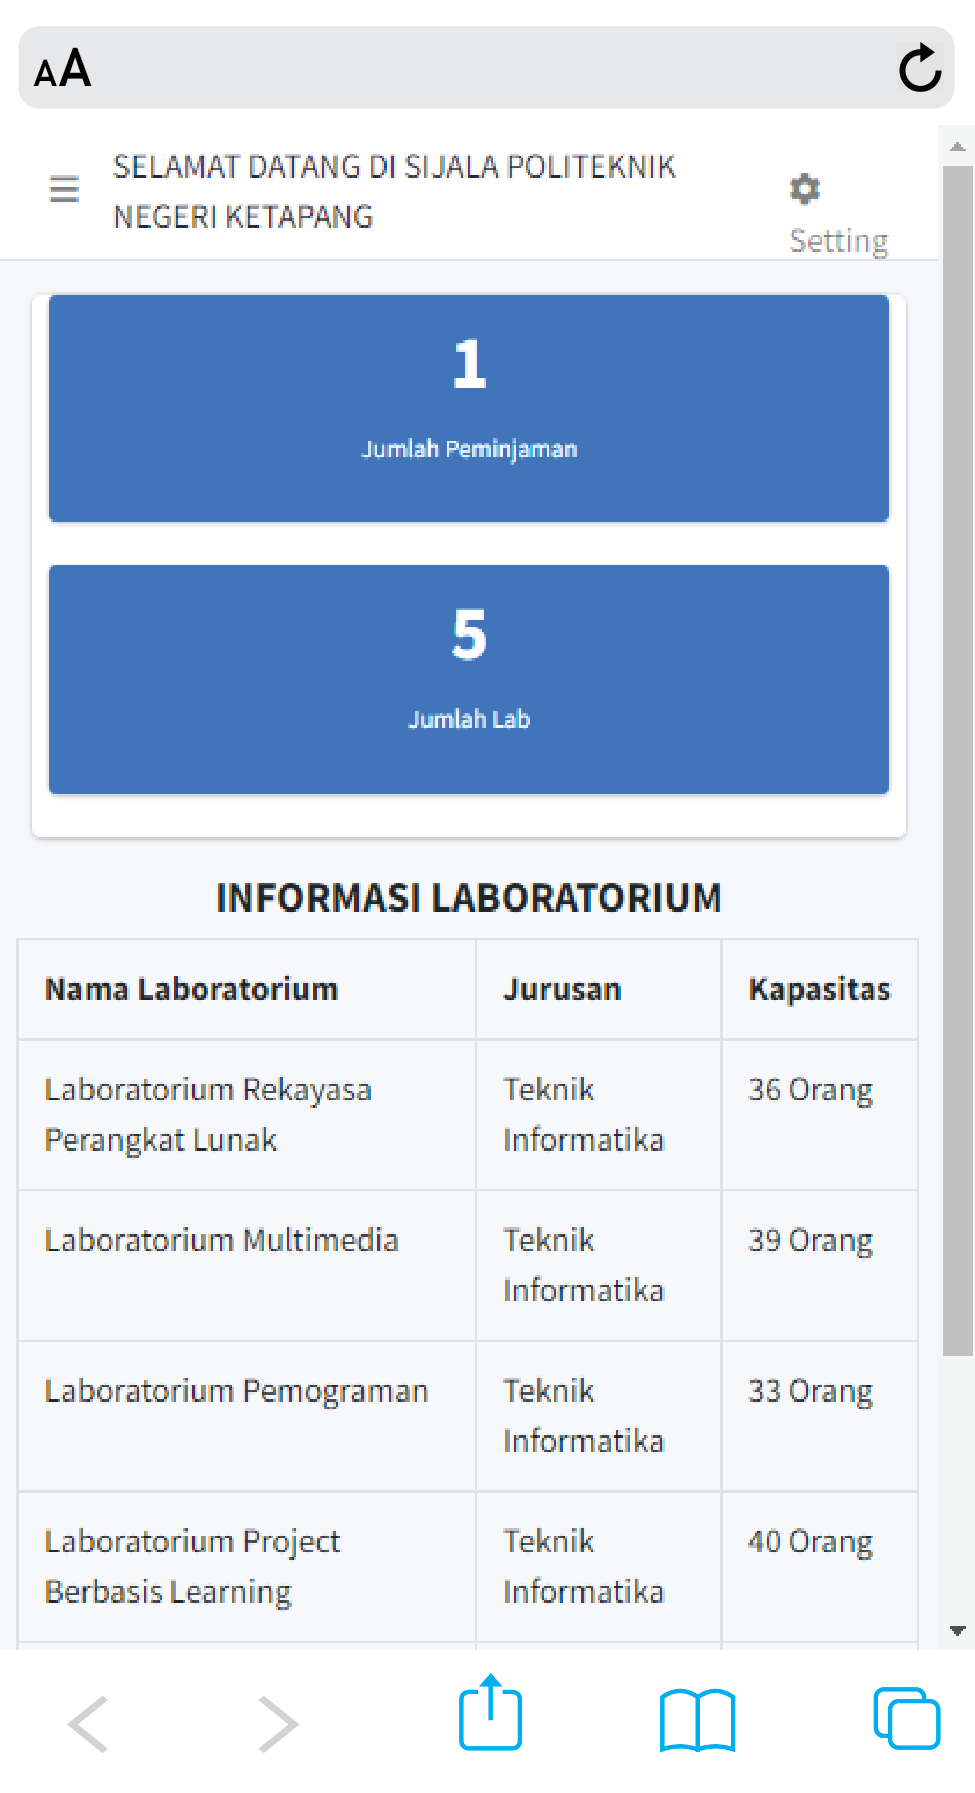 AA
SELAMAT DATANG DI SIJALA POLITEKNIK
NEGERI KETAPANG
Setting
1
Jumlah Peminjaman
5
Jumlah Lab
INFORMASI LABORATORIUM
Nama Laboratorium Jurusan Kapasitas
Laboratorium Rekayasa Teknik 36 Orang
Perangkat Lunak Informatika
Laboratorium Multimedia Teknik 39 Orang
Informatika
Laboratorium Pemograman Teknik 33 Orang
Informatika
Laboratorium Project Teknik 40 Orang
Berbasis Learning Informatika